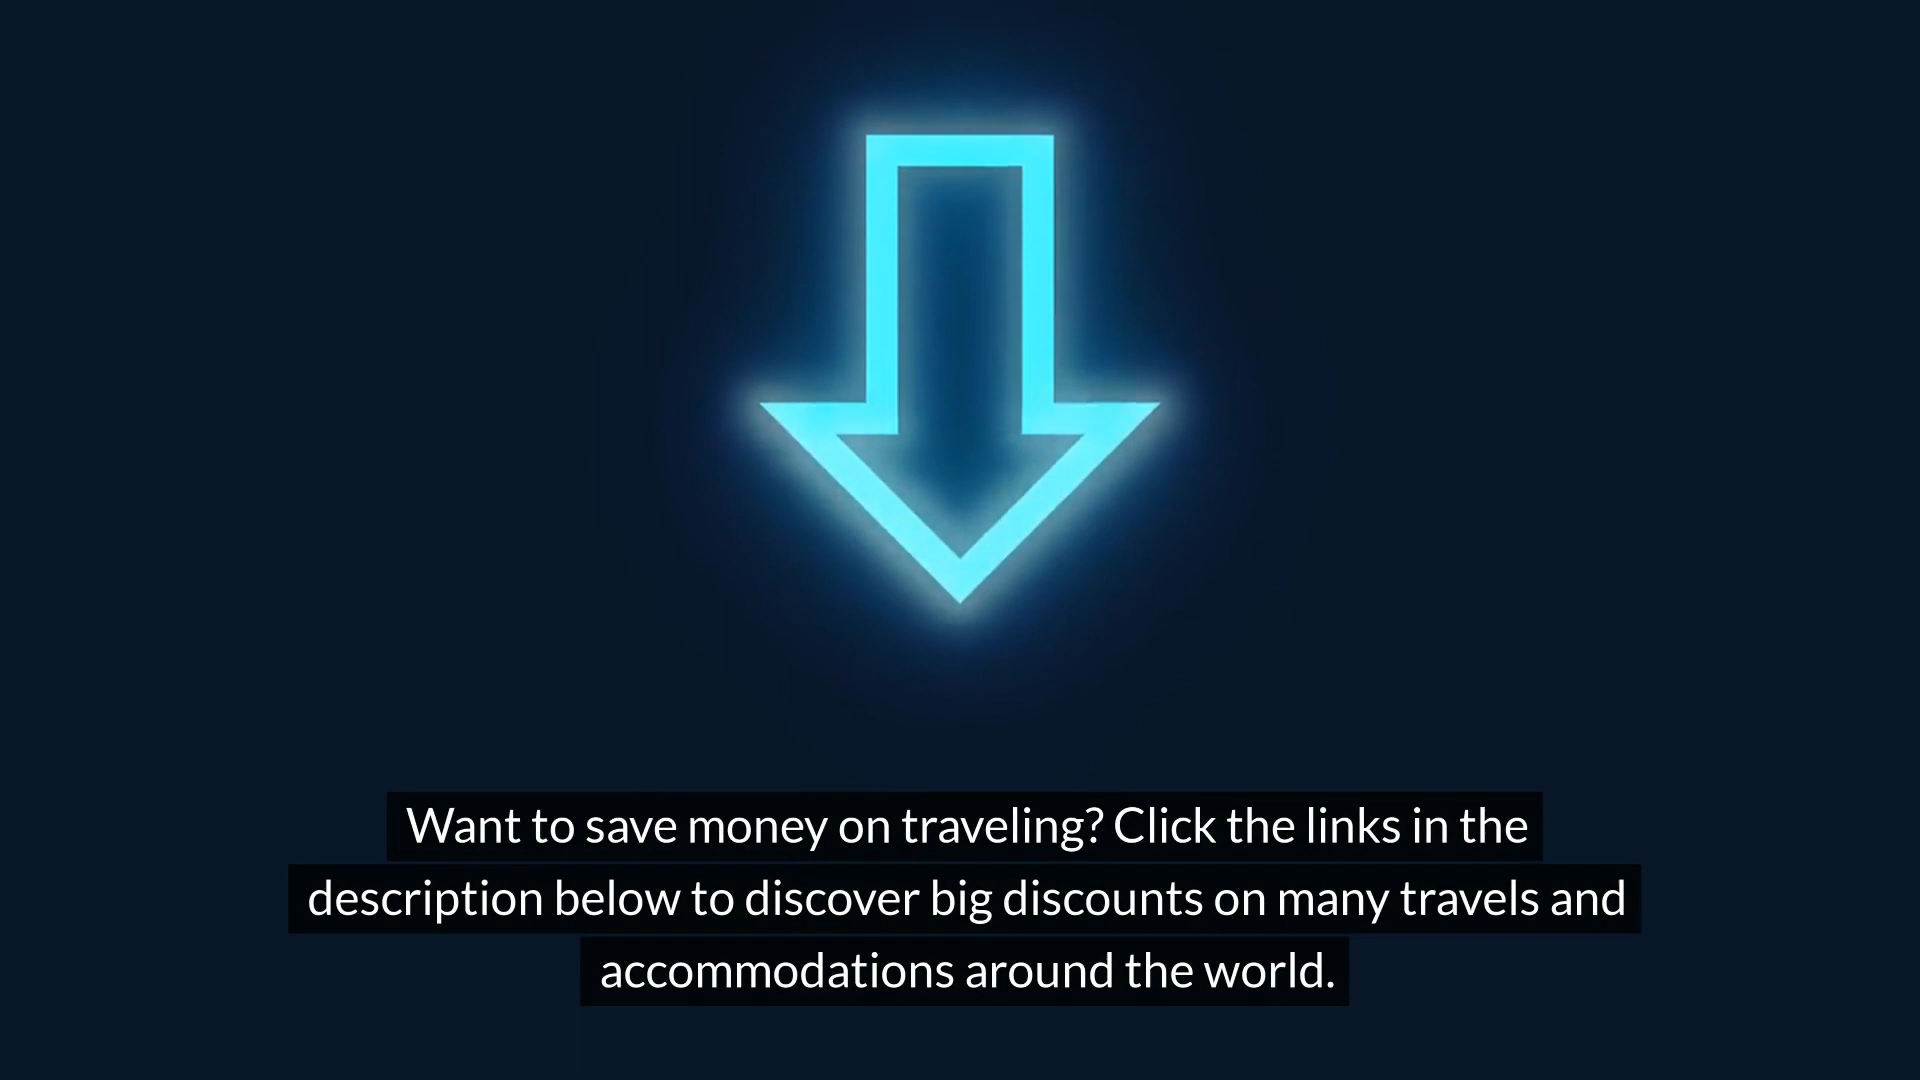 Want to save money on traveling? Click the links in the
description below to discover big discounts on many travels and
accommodations around the world.